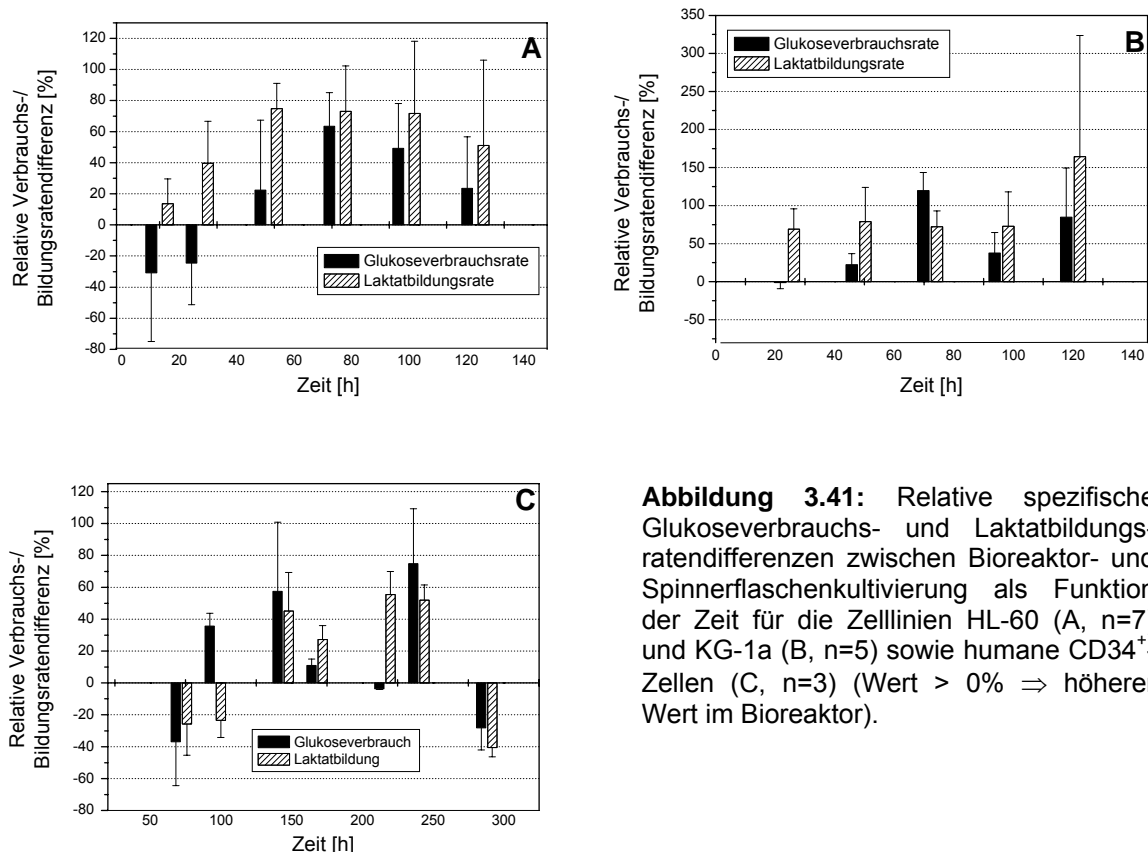 120
100
80
60
40
20
0
-20
-40
-60
-80
Relative Verbrauchs-/
Bildungsratendifferenz [%]
A
Glukoseverbrauchsrate
Laktatbildungsrate
0 20 40 60 80 100 120 140
Zeit [h]
350
300
250
200
150
100
50
0
-50
Relative Verbrauchs-/
Bildungsratendifferenz [%]
B
Glukoseverbrauchsrate
Laktatbildungsrate
0 20 40 60 80 100 120 140
Zeit [h]
120
100
80
60
40
20
0
-20
-40
-60
-80
Relative Verbrauchs-/
Bildungsratendifferenz [%]
C
Glukoseverbrauch
Laktatbildung
50 100 150 200 250 300
Zeit [h]
Abbildung 3.41: Relative spezifische
Glukoseverbrauchs- und Laktatbildungs-
ratendifferenzen zwischen Bioreaktor- und
Spinnerflaschenkultivierung als Funktion
der Zeit für die Zelllinien HL-60 (A, n=7)
und KG-1a (B, n=5) sowie humane CD34⁺-
Zellen (C, n=3) (Wert > 0% ⇒ höherer
Wert im Bioreaktor).